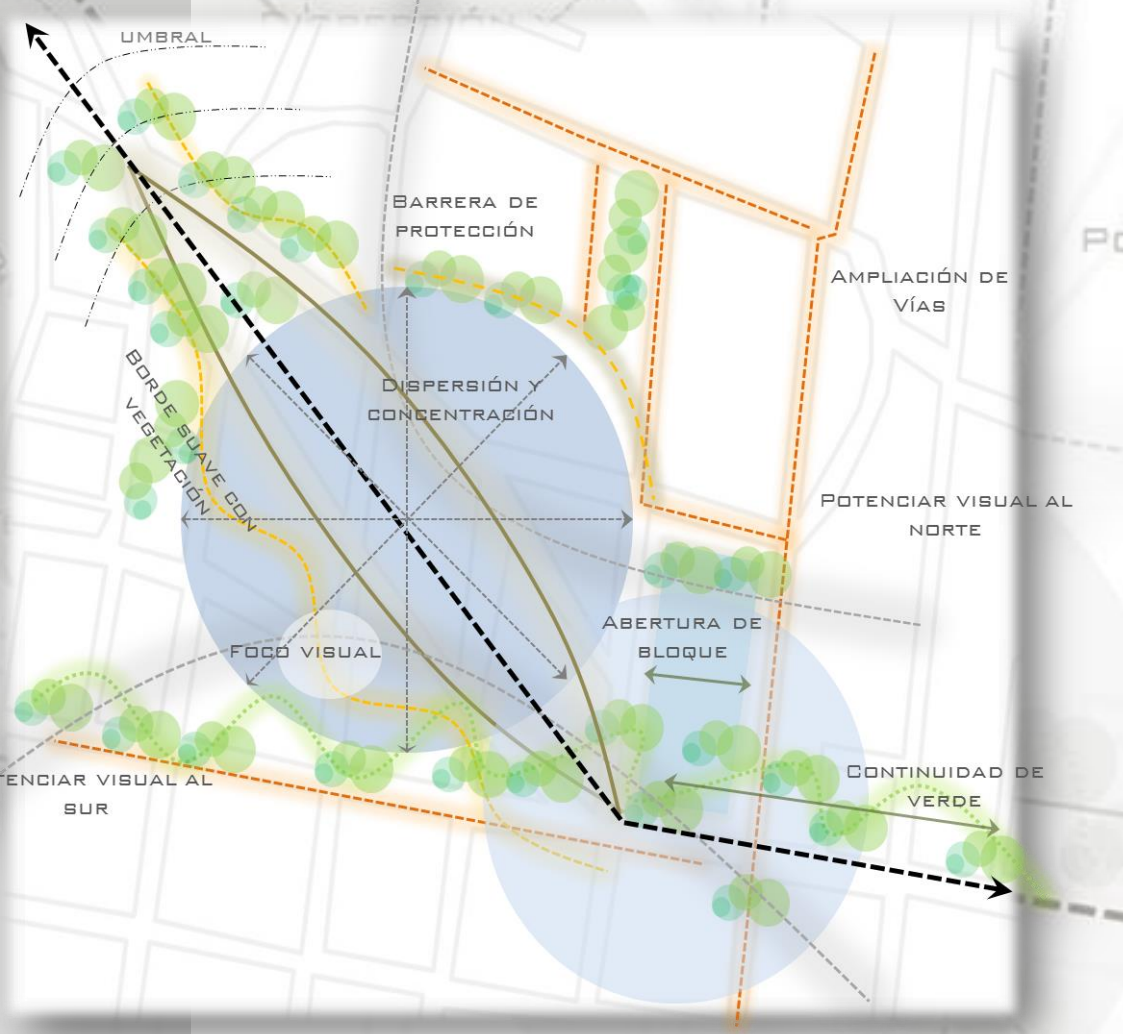 UMBRAL
BARRERA DE
PROTECCIÓN
AMPLIACIÓN DE
VÍAS
DISPERSIÓN Y
CONCENTRACIÓN
BORDE SUAVE CON
VEGETACIÓN
POTENCIAR VISUAL AL
NORTE
ABERTURA DE
BLOQUE
FOCO VISUAL
TENCIAR VISUAL AL
SUR
CONTINUIDAD DE
VERDE